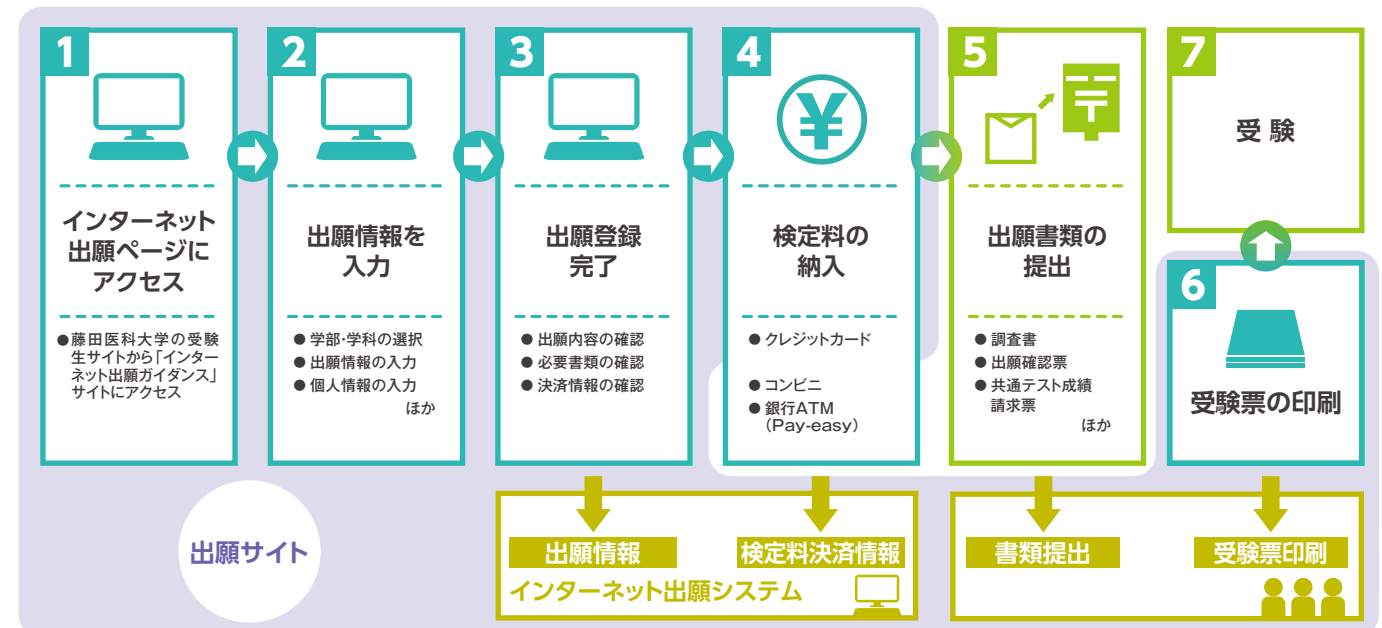 1
インターネット
出願ページに
アクセス
●藤田医科大学の受験
生サイトから「インター
ネット出願ガイダンス」
サイトにアクセス
2
出願情報を
入力
● 学部・学科の選択
● 出願情報の入力
● 個人情報の入力
ほか
3
出願登録
完了
● 出願内容の確認
● 必要書類の確認
● 決済情報の確認
4
¥
検定料の
納入
● クレジットカード
● コンビニ
● 銀行ATM
(Pay-easy)
5
〒
出願書類の
提出
● 調査書
● 出願確認票
● 共通テスト成績
請求票
ほか
7
受 験
6
受験票の印刷
出願サイト
出願情報
検定料決済情報
インターネット出願システム
書類提出
受験票印刷